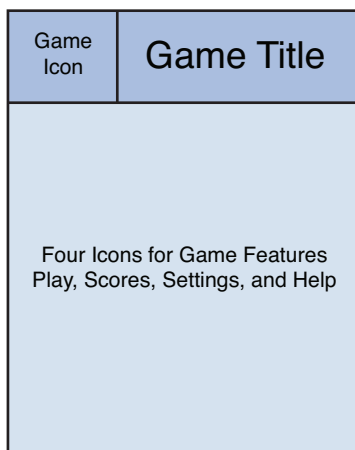 Game
Icon
Game Title
Four Icons for Game Features
Play, Scores, Settings, and Help